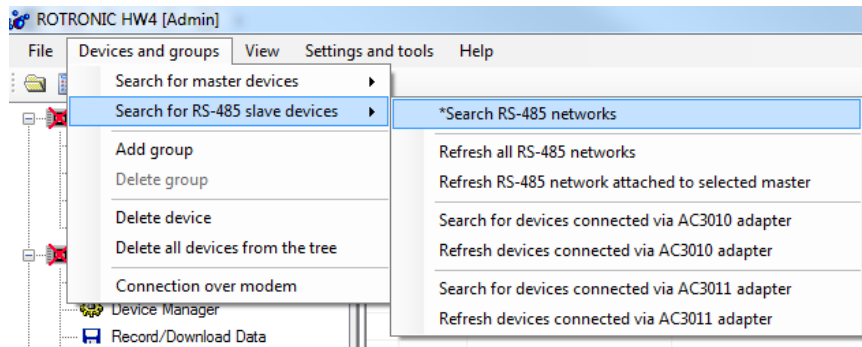 ROTRONIC HW4 [Admin]
File Devices and groups View Settings and tools Help
Search for master devices
Search for RS-485 slave devices
*Search RS-485 networks
Add group
Refresh all RS-485 networks
Delete group
Refresh RS-485 network attached to selected master
Delete device
Search for devices connected via AC3010 adapter
Delete all devices from the tree
Refresh devices connected via AC3010 adapter
Connection over modem
Search for devices connected via AC3011 adapter
Device Manager
Refresh devices connected via AC3011 adapter
Record/Download Data